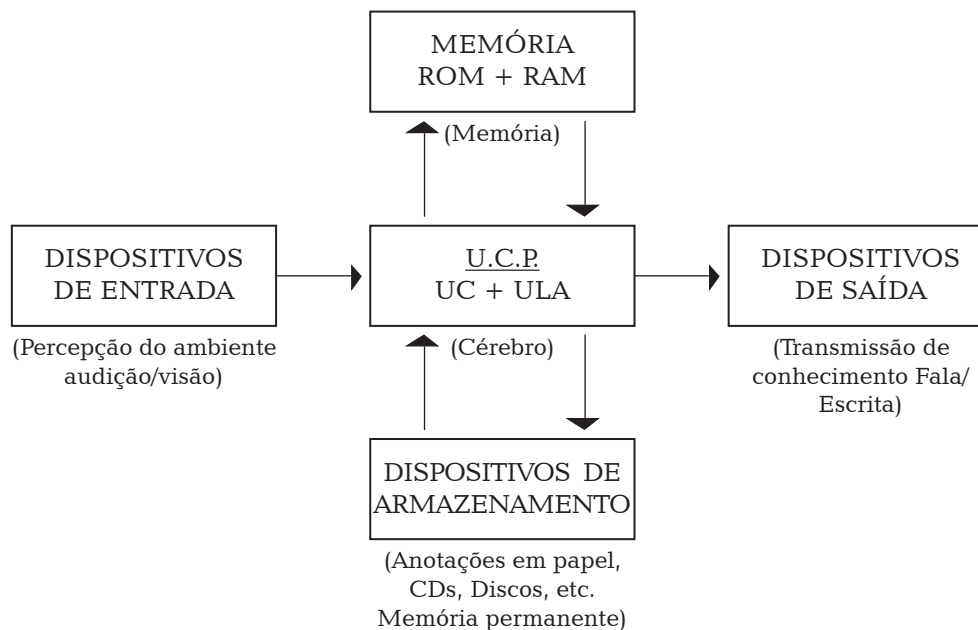 MEMÓRIA
ROM + RAM
(Memória)
DISPOSITIVOS
DE ENTRADA
(Percepção do ambiente
audição/visão)
U.C.P.
UC + ULA
(Cérebro)
DISPOSITIVOS
DE SAÍDA
(Transmissão de
conhecimento Fala/
Escrita)
DISPOSITIVOS DE
ARMAZENAMENTO
(Anotações em papel,
CDs, Discos, etc.
Memória permanente)